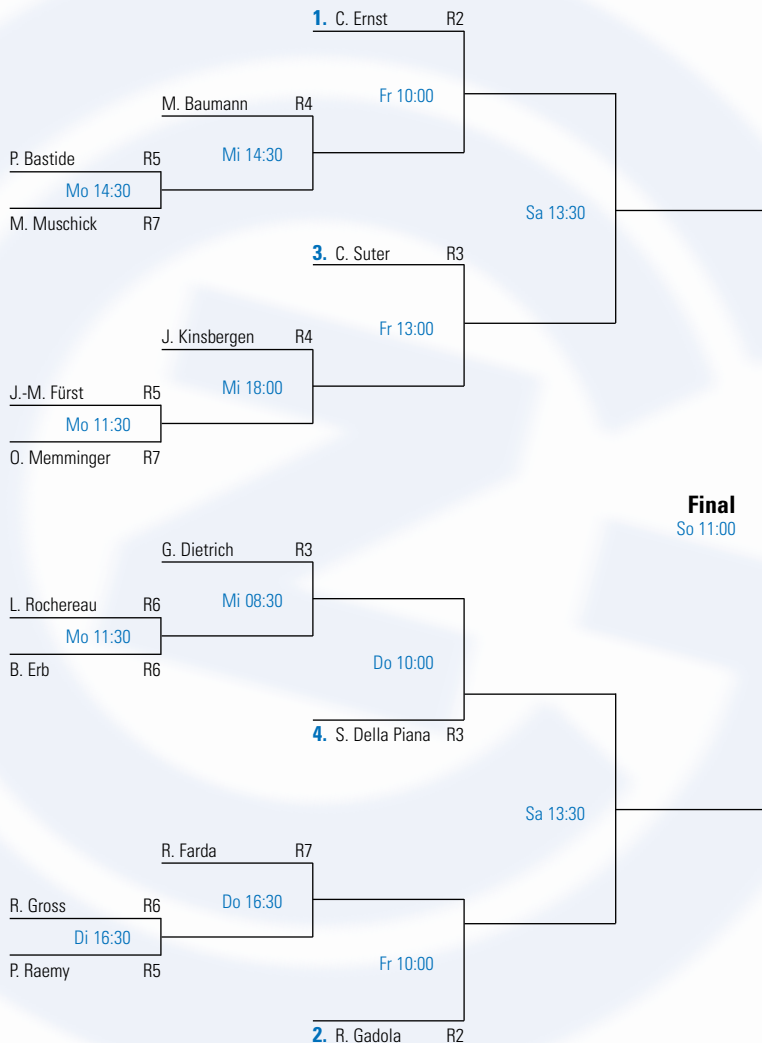 1. C. Ernst R2
Fr 10:00
M. Baumann R4
Mi 14:30
P. Bastide R5
Mo 14:30
M. Muschick R7
Sa 13:30
3. C. Suter R3
Fr 13:00
J. Kinsbergen R4
Mi 18:00
J.-M. Fürst R5
Mo 11:30
O. Memminger R7
Final
So 11:00
G. Dietrich R3
Mi 08:30
L. Rochereau R6
Mo 11:30
B. Erb R6
Do 10:00
4. S. Della Piana R3
Sa 13:30
R. Farda R7
Do 16:30
R. Gross R6
Di 16:30
P. Raemy R5
Fr 10:00
2. R. Gadola R2